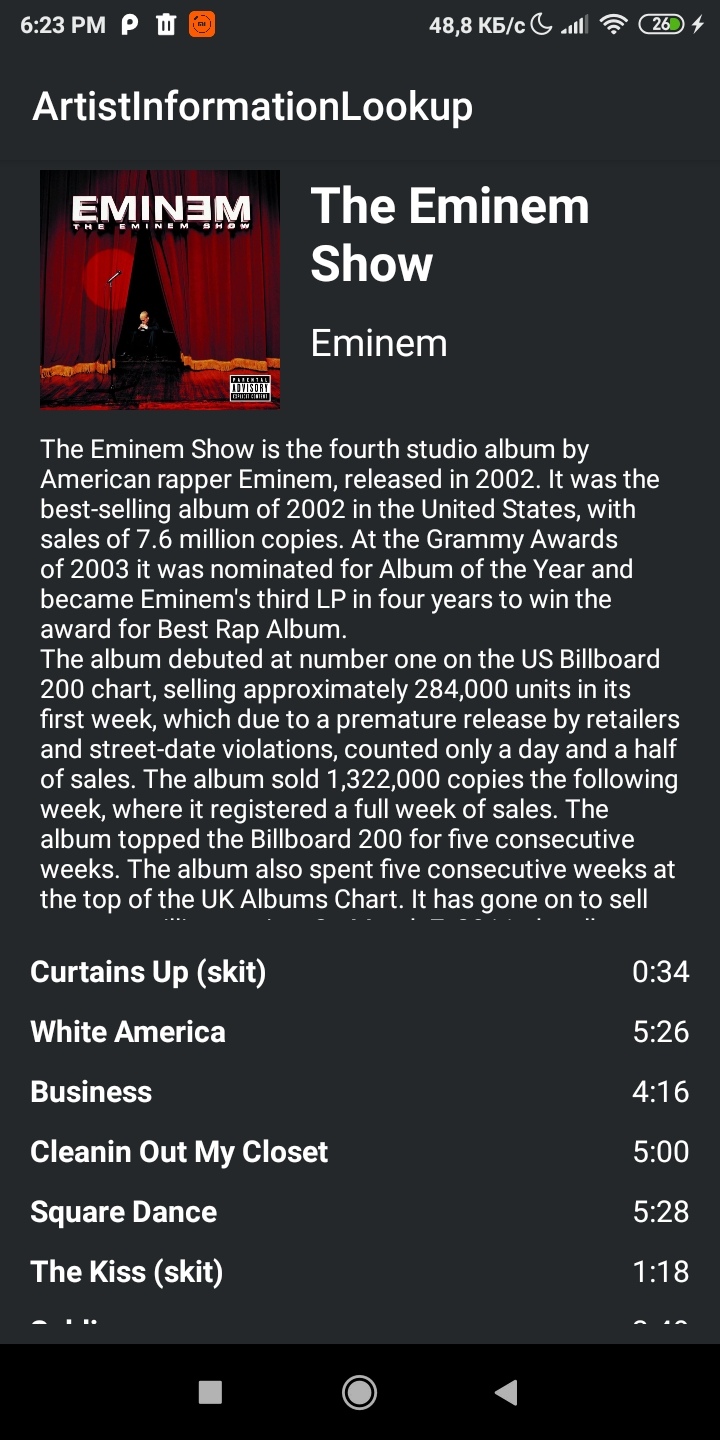 6:23 PM 48,8 КБ/с 26
ArtistInformationLookup
EMINƎM
THE EMINEM SHOW
PARENTAL
ADVISORY
EXPLICIT CONTENT
The Eminem
Show
Eminem
The Eminem Show is the fourth studio album by
American rapper Eminem, released in 2002. It was the
best-selling album of 2002 in the United States, with
sales of 7.6 million copies. At the Grammy Awards
of 2003 it was nominated for Album of the Year and
became Eminem's third LP in four years to win the
award for Best Rap Album.
The album debuted at number one on the US Billboard
200 chart, selling approximately 284,000 units in its
first week, which due to a premature release by retailers
and street-date violations, counted only a day and a half
of sales. The album sold 1,322,000 copies the following
week, where it registered a full week of sales. The
album topped the Billboard 200 for five consecutive
weeks. The album also spent five consecutive weeks at
the top of the UK Albums Chart. It has gone on to sell
Curtains Up (skit) 0:34
White America 5:26
Business 4:16
Cleanin Out My Closet 5:00
Square Dance 5:28
The Kiss (skit) 1:18